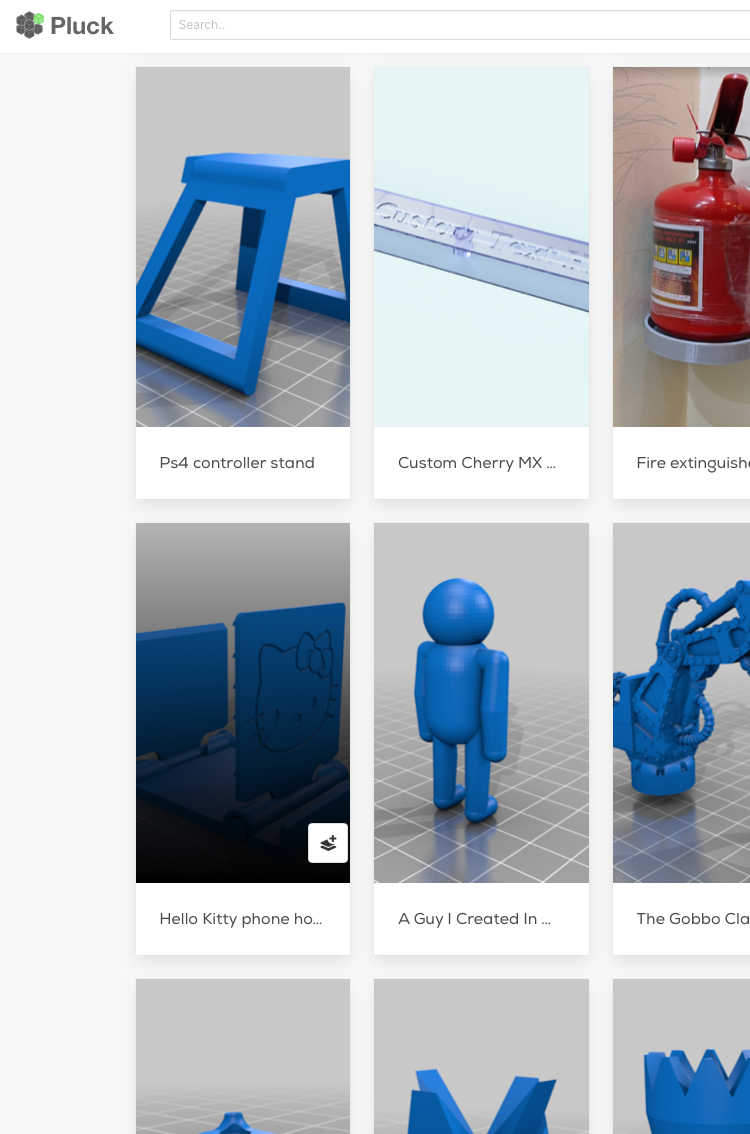 Pluck
Search..
Custom Text
Ps4 controller stand
Custom Cherry MX ...
Fire extinguishe
Hello Kitty phone ho...
A Guy I Created In ...
The Gobbo Cla